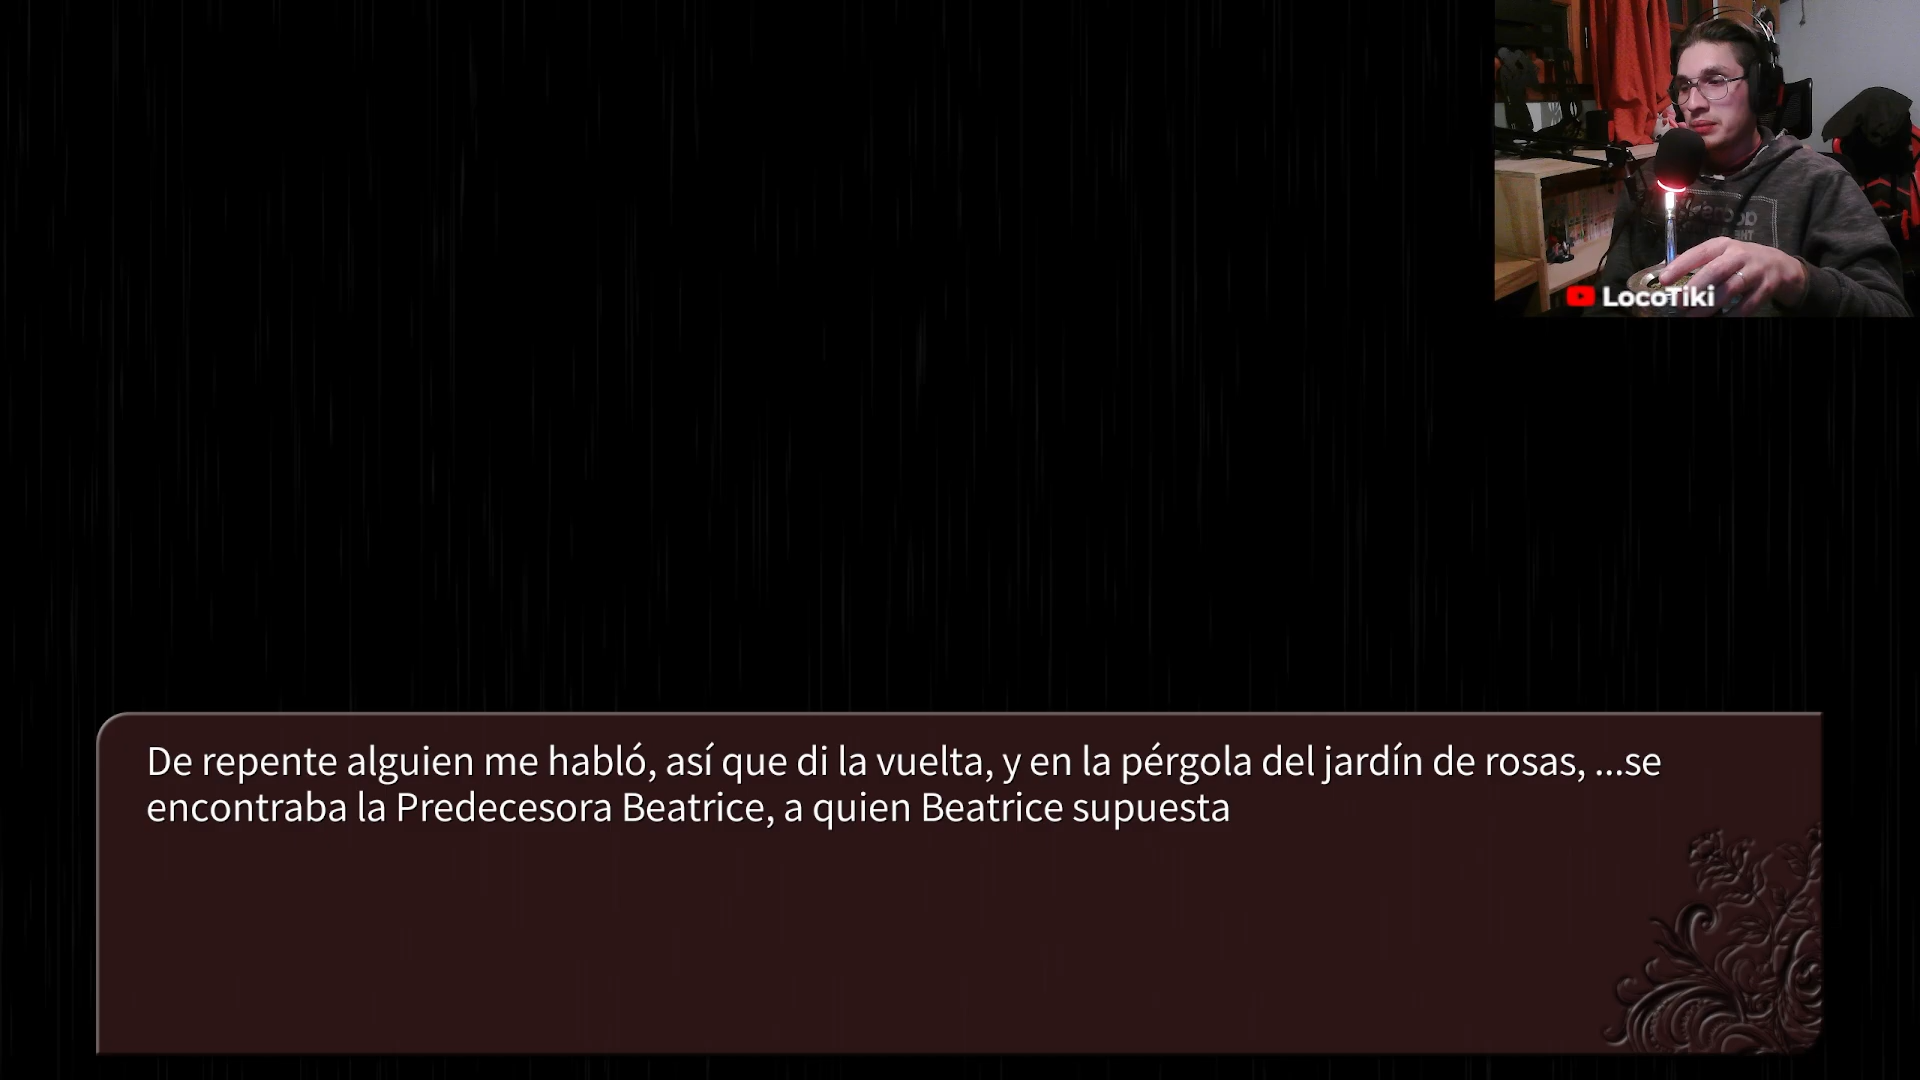 LocoTiki
De repente alguien me habló, así que di la vuelta, y en la pérgola del jardín de rosas, ...se
encontraba la Predecesora Beatrice, a quien Beatrice supuesta